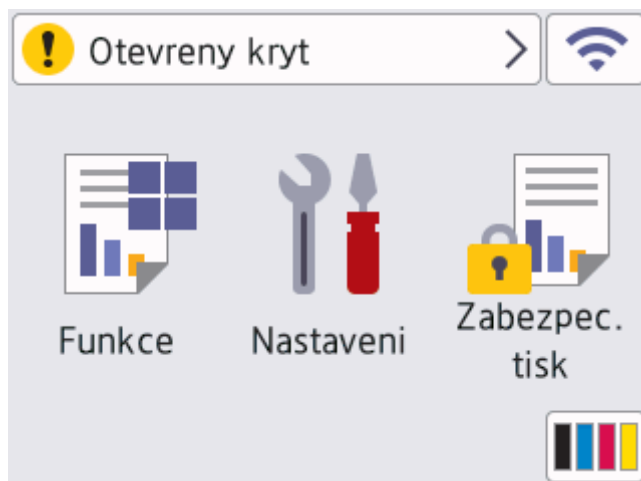 Otevreny kryt
Funkce
Nastaveni
Zabezpec.
tisk